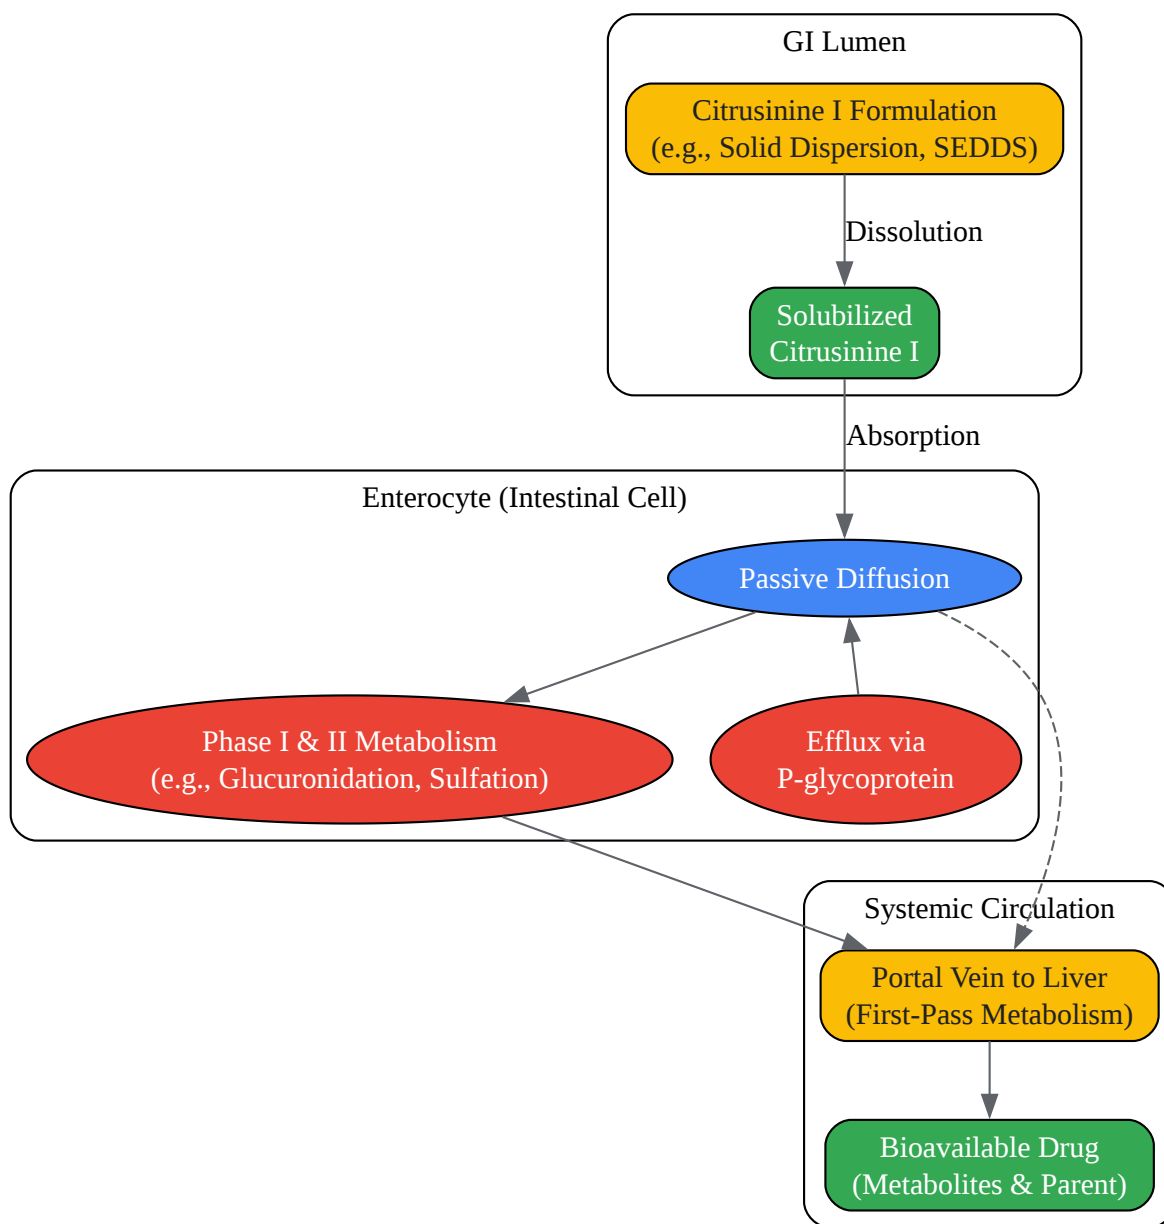 GI Lumen
Citrusinine I Formulation
(e.g., Solid Dispersion, SEDDS)
Dissolution
Solubilized
Citrusinine I
Absorption
Enterocyte (Intestinal Cell)
Passive Diffusion
Phase I & II Metabolism
(e.g., Glucuronidation, Sulfation)
Efflux via
P-glycoprotein
Systemic Circulation
Portal Vein to Liver
(First-Pass Metabolism)
Bioavailable Drug
(Metabolites & Parent)